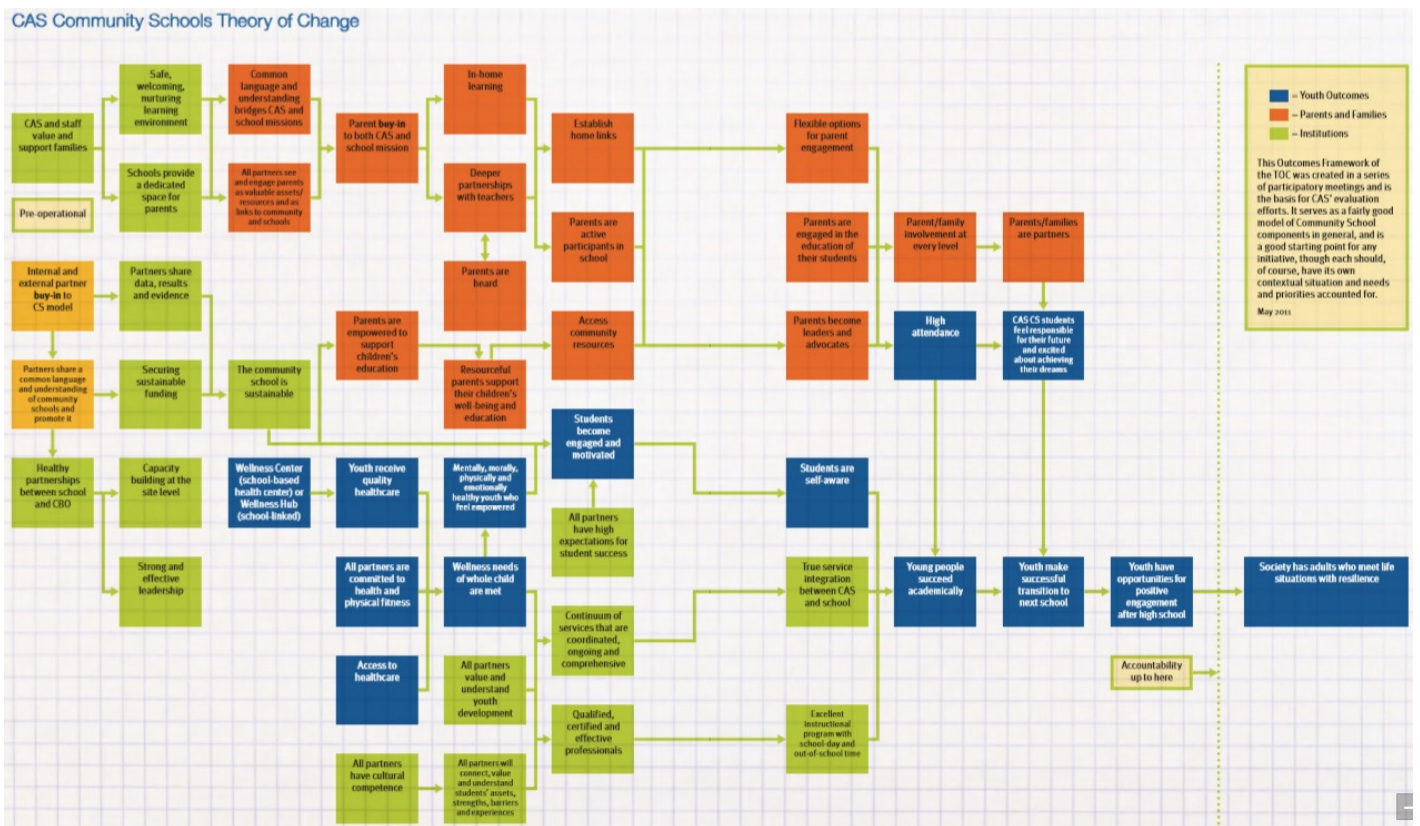 CAS Community Schools Theory of Change
CAS and staff
value and
support families
Pre-operational
Safe,
welcoming,
nurturing
learning
environment
Schools provide
a dedicated
space for
parents
Common
language and
understanding
bridges CAS and
school missions
All partners see
and engage parents
as valuable assets/
resources and as
links to community
and schools
Parent buy-in
to both CAS and
school mission
In-home
learning
Deeper
partnerships
with teachers
Parents are
heard
Establish
home links
Parents are
active
participants in
school
Access
community
resources
Flexible options
for parent
engagement
Parents are
engaged in the
education of
their students
Parents become
leaders and
advocates
Parent/family
involvement at
every level
Parents/families
are partners
High
attendance
CAS CS students
feel responsible
for their future
and excited
about achieving
their dreams
Internal and
external partner
buy-in to
CS model
Partners share
data, results
and evidence
Partners share a
common language
and understanding
of community
schools and
promote it
Securing
sustainable
funding
The community
school is
sustainable
Parents are
empowered to
support
children's
education
Resourceful
parents support
their children's
well-being and
education
Healthy
partnerships
between school
and CBO
Capacity
building at the
site level
Strong and
effective
leadership
Wellness Center
(school-based
health center) or
Wellness Hub
(school-linked)
Youth receive
quality
healthcare
Mentally, morally,
physically and
emotionally
healthy youth who
feel empowered
Students
become
engaged and
motivated
All partners
have high
expectations for
student success
Students are
self-aware
All partners are
committed to
health and
physical fitness
Wellness needs
of whole child
are met
Access to
healthcare
All partners
value and
understand
youth
development
Continuum of
services that are
coordinated,
ongoing and
comprehensive
Qualified,
certified and
effective
professionals
All partners
have cultural
competence
All partners will
connect, value
and understand
students' assets,
strengths, barriers
and experiences
True service
integration
between CAS
and school
Excellent
instructional
program with
school-day and
out-of-school time
Young people
succeed
academically
Youth make
successful
transition to
next school
Youth have
opportunities for
positive
engagement
after high school
Society has adults who meet life
situations with resilience
Accountability
up to here
– Youth Outcomes
– Parents and Families
– Institutions
This Outcomes Framework of
the TOC was created in a series
of participatory meetings and is
the basis for CAS' evaluation
efforts. It serves as a fairly good
model of Community School
components in general, and is
a good starting point for any
initiative, though each should,
of course, have its own
contextual situation and needs
and priorities accounted for.
May 2011